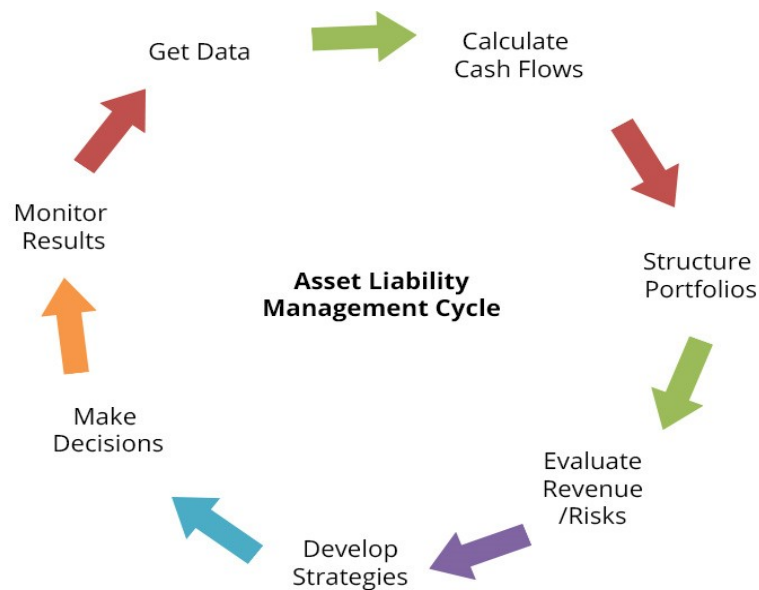 Get Data
Calculate
Cash Flows
Structure
Portfolios
Evaluate
Revenue
/Risks
Develop
Strategies
Make
Decisions
Monitor
Results
Asset Liability
Management Cycle